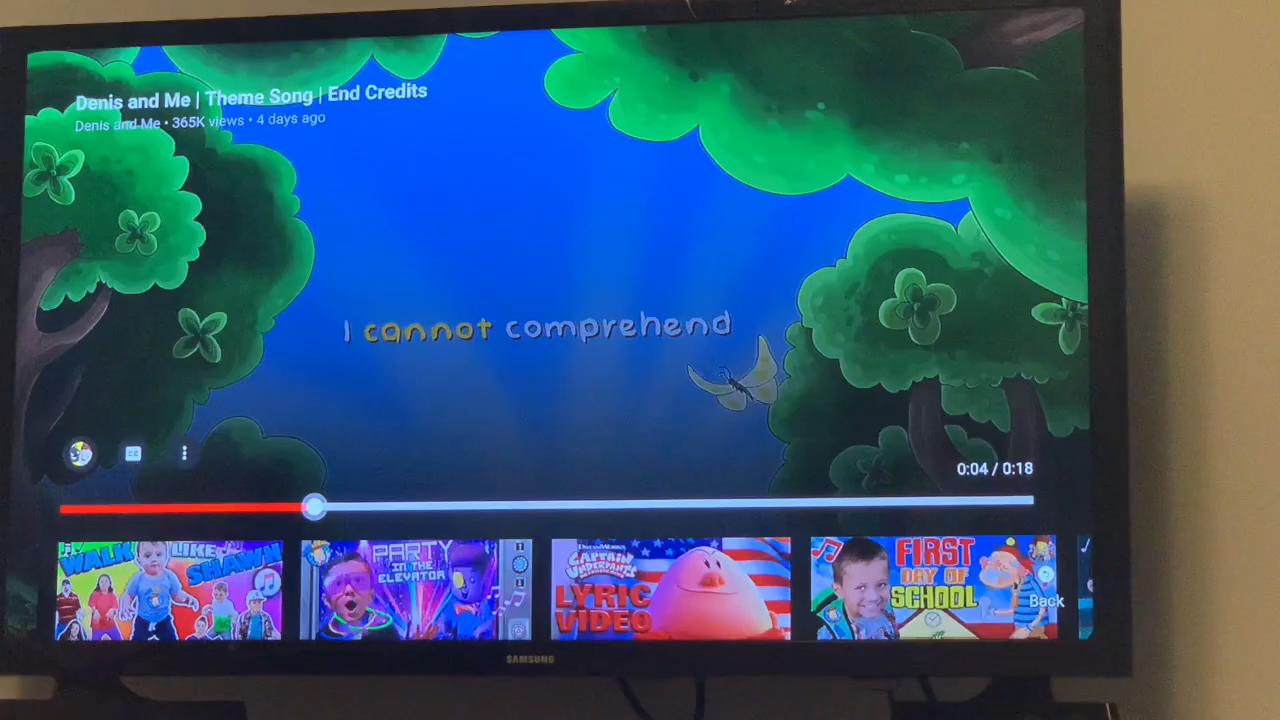 Denis and Me | Theme Song | End Credits
Denis and Me • 365K views • 4 days ago
I cannot comprehend
CC
0:04 / 0:18
WALK LIKE SHAWN
PARTY
IN THE
ELEVATOR
DREAMWORKS
CAPTAIN
UNDERPANTS
LYRIC
VIDEO
FIRST
DAY OF
SCHOOL
Back
SAMSUNG